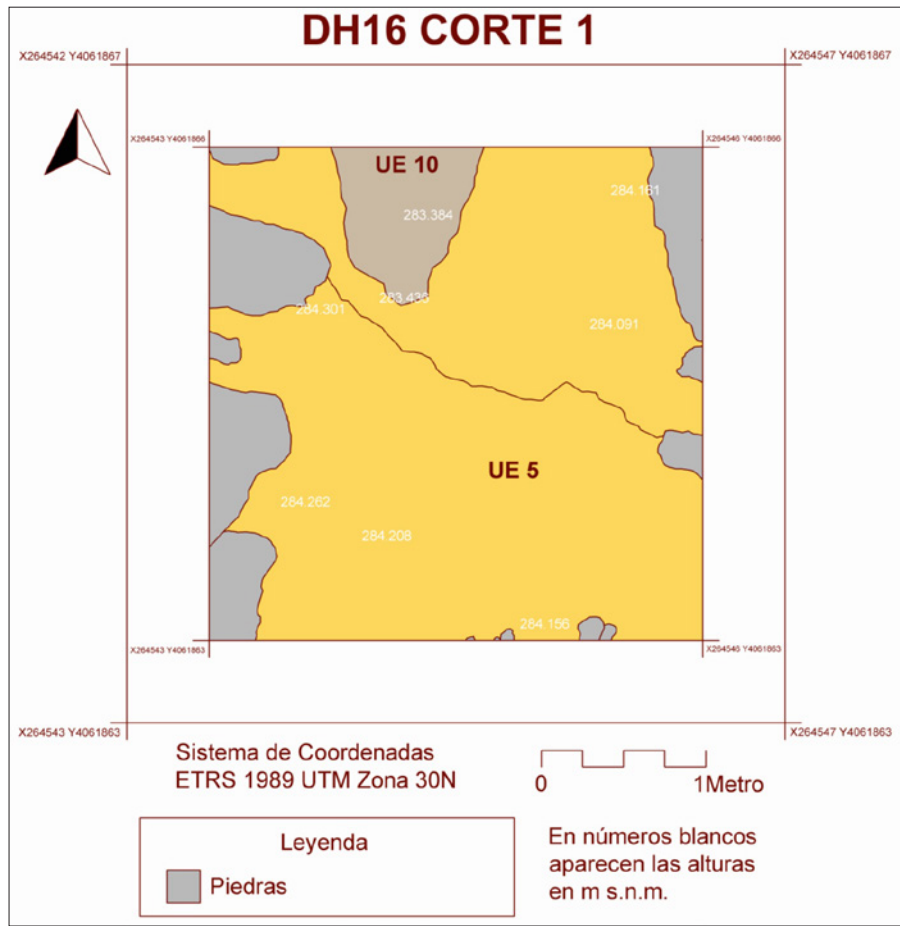 DH16 CORTE 1
X264542 Y4061867
X264547 Y4061867
X264543 Y4061866
X264546 Y4061866
UE 10
284.161
283.384
283.439
284.301
284.091
UE 5
284.262
284.208
284.156
X264543 Y4061863
X264546 Y4061863
X264543 Y4061863
X264547 Y4061863
Sistema de Coordenadas
ETRS 1989 UTM Zona 30N
0 1Metro
Leyenda
Piedras
En números blancos
aparecen las alturas
en m s.n.m.